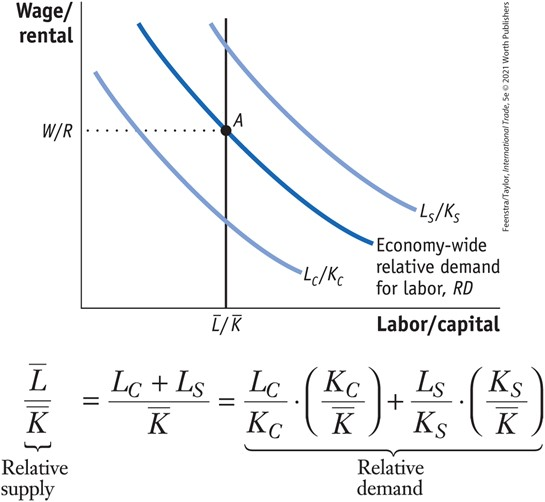 Wage/
rental
Feenstra/Taylor, International Trade, 5e © 2021 Worth Publishers
A
W/R
L_S/K_S
Economy-wide
relative demand
for labor, RD
L_C/K_C
L̅/K̅
Labor/capital
L̅/K̅ = (L_C + L_S)/K̅ = L_C/K_C · (K_C/K̅) + L_S/K_S · (K_S/K̅)
Relative
supply
Relative
demand